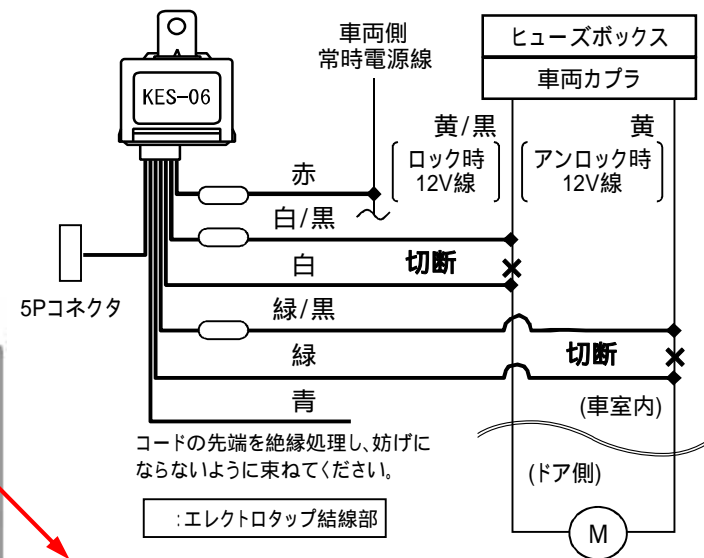 KES-06
車両側
常時電源線
ヒューズボックス
車両カプラ
黄/黒
黄
ロック時
12V線
アンロック時
12V線
赤
白/黒
白
切断
5Pコネクタ
緑/黒
緑
切断
青
(車室内)
コードの先端を絶縁処理し、妨げに
ならないように束ねてください。
(ドア側)
:エレクトロタップ結線部
M